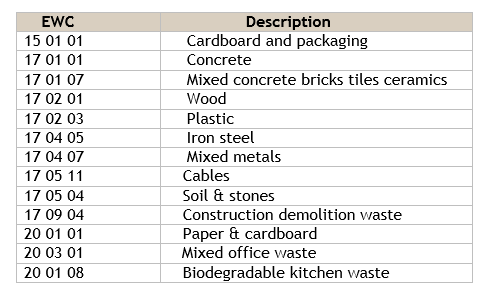 EWC Description
15 01 01 Cardboard and packaging
17 01 01 Concrete
17 01 07 Mixed concrete bricks tiles ceramics
17 02 01 Wood
17 02 03 Plastic
17 04 05 Iron steel
17 04 07 Mixed metals
17 05 11 Cables
17 05 04 Soil & stones
17 09 04 Construction demolition waste
20 01 01 Paper & cardboard
20 03 01 Mixed office waste
20 01 08 Biodegradable kitchen waste